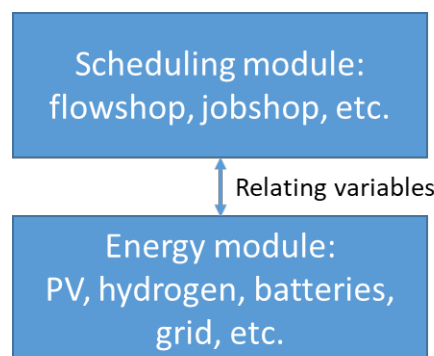 Scheduling module:
flowshop, jobshop, etc.
Relating variables
Energy module:
PV, hydrogen, batteries,
grid, etc.